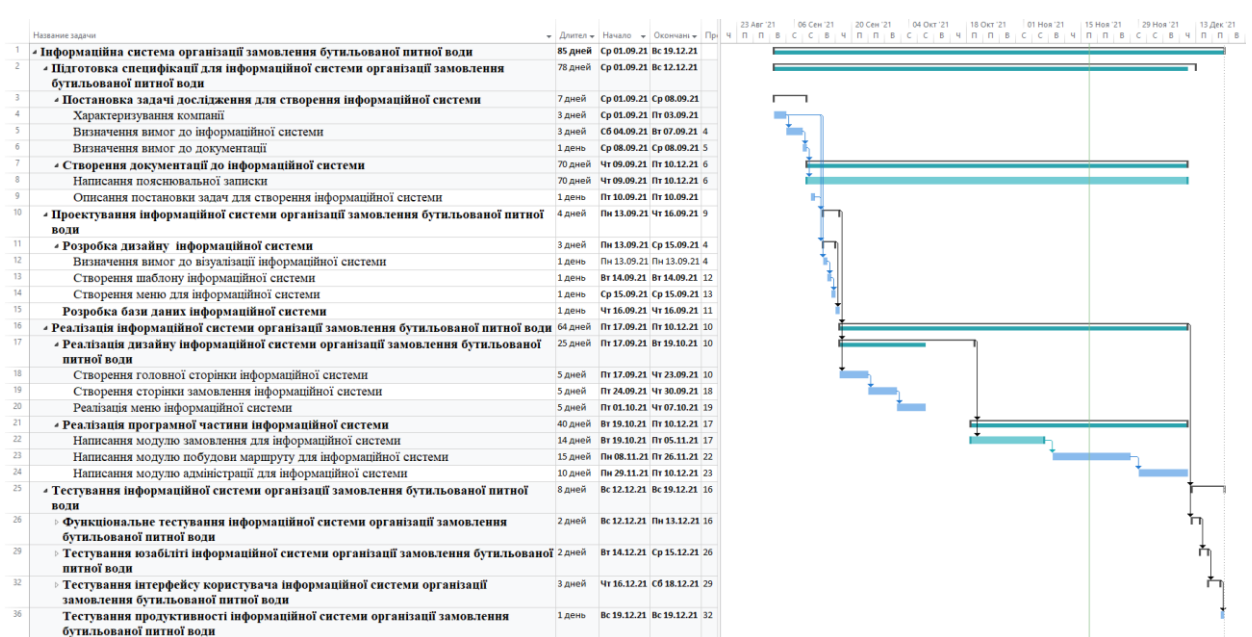 23 Авг '21 06 Сен '21 20 Сен '21 04 Окт '21 18 Окт '21 01 Ноя '21 15 Ноя '21 29 Ноя '21 13 Дек '21
Название задачи Длител Начало Окончани Пр Ч П П В С С В Ч П П В С С В Ч П П В С С В Ч П П В С С В Ч П П В
1 Інформаційна система організації замовлення бутильованої питної води 85 дней Ср 01.09.21 Вс 19.12.21
2 Підготовка специфікації для інформаційної системи організації замовлення 78 дней Ср 01.09.21 Вс 12.12.21
бутильованої питної води
3 Постановка задачі дослідження для створення інформаційної системи 7 дней Ср 01.09.21 Ср 08.09.21
4 Характеризування компанії 3 дней Ср 01.09.21 Пт 03.09.21
5 Визначення вимог до інформаційної системи 3 дней Сб 04.09.21 Вт 07.09.21 4
6 Визначення вимог до документації 1 день Ср 08.09.21 Ср 08.09.21 5
7 Створення документації до інформаційної системи 70 дней Чт 09.09.21 Пт 10.12.21 6
8 Написання пояснювальної записки 70 дней Чт 09.09.21 Пт 10.12.21 6
9 Описання постановки задач для створення інформаційної системи 1 день Пт 10.09.21 Пт 10.09.21
10 Проектування інформаційної системи організації замовлення бутильованої питної 4 дней Пн 13.09.21 Чт 16.09.21 9
води
11 Розробка дизайну інформаційної системи 3 дней Пн 13.09.21 Ср 15.09.21 4
12 Визначення вимог до візуалізації інформаційної системи 1 день Пн 13.09.21 Пн 13.09.21 4
13 Створення шаблону інформаційної системи 1 день Вт 14.09.21 Вт 14.09.21 12
14 Створення меню для інформаційної системи 1 день Ср 15.09.21 Ср 15.09.21 13
15 Розробка бази даних інформаційної системи 1 день Чт 16.09.21 Чт 16.09.21 11
16 Реалізація інформаційної системи організації замовлення бутильованої питної води 64 дней Пт 17.09.21 Пт 10.12.21 10
17 Реалізація дизайну інформаційної системи організації замовлення бутильованої 25 дней Пт 17.09.21 Вт 19.10.21 10
питної води
18 Створення головної сторінки інформаційної системи 5 дней Пт 17.09.21 Чт 23.09.21 10
19 Створення сторінки замовлення інформаційної системи 5 дней Пт 24.09.21 Чт 30.09.21 18
20 Реалізація меню інформаційної системи 5 дней Пт 01.10.21 Чт 07.10.21 19
21 Реалізація програмної частини інформаційної системи 40 дней Вт 19.10.21 Пт 10.12.21 17
22 Написання модулю замовлення для інформаційної системи 14 дней Вт 19.10.21 Пт 05.11.21 17
23 Написання модулю побудови маршруту для інформаційної системи 15 дней Пн 08.11.21 Пт 26.11.21 22
24 Написання модулю адміністрації для інформаційної системи 10 дней Пн 29.11.21 Пт 10.12.21 23
25 Тестування інформаційної системи організації замовлення бутильованої питної 8 дней Вс 12.12.21 Вс 19.12.21 16
води
26 Функціональне тестування інформаційної системи організації замовлення 2 дней Вс 12.12.21 Пн 13.12.21 16
бутильованої питної води
29 Тестування юзабіліті інформаційної системи організації замовлення бутильованої 2 дней Вт 14.12.21 Ср 15.12.21 26
питної води
32 Тестування інтерфейсу користувача інформаційної системи організації 3 дней Чт 16.12.21 Сб 18.12.21 29
замовлення бутильованої питної води
36 Тестування продуктивності інформаційної системи організації замовлення 1 день Вс 19.12.21 Вс 19.12.21 32
бутильованої питної води